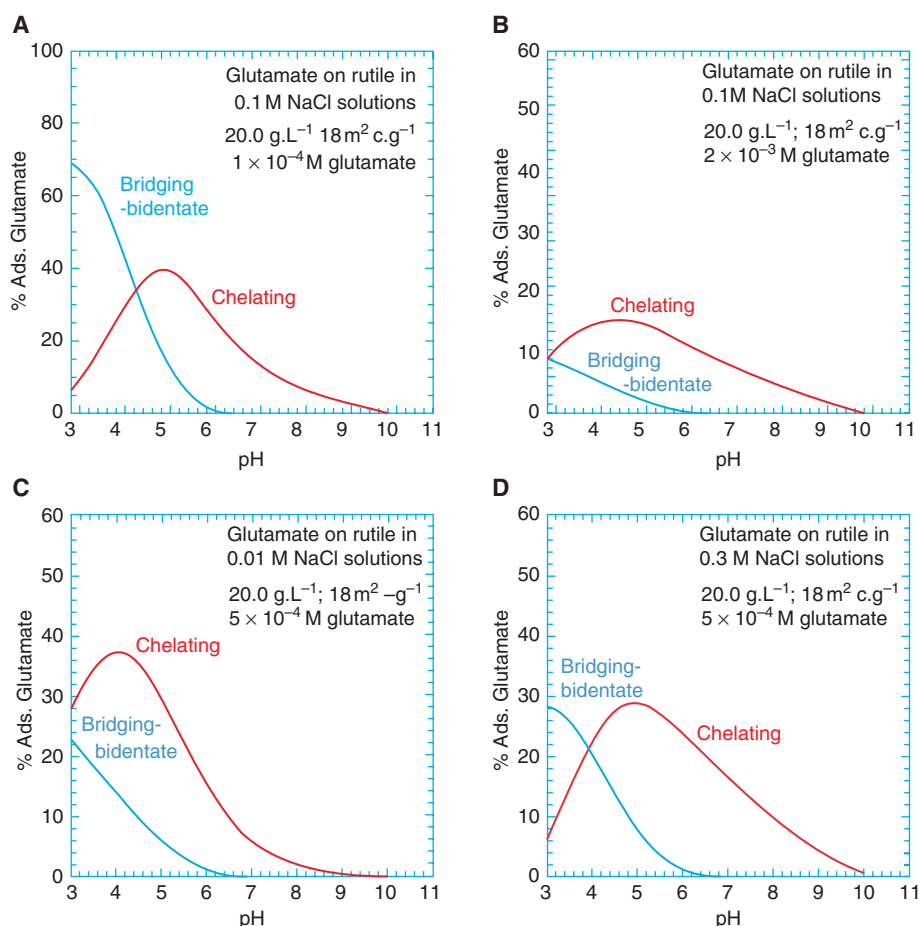 A
100
80
60
40
20
0
% Ads. Glutamate
Glutamate on rutile in
0.1 M NaCl solutions
20.0 g.L⁻¹ 18 m² c.g⁻¹
1 × 10⁻⁴ M glutamate
Bridging
-bidentate
Chelating
3 4 5 6 7 8 9 10 11
pH
B
60
50
40
30
20
10
0
% Ads. Glutamate
Glutamate on rutile in
0.1M NaCl solutions
20.0 g.L⁻¹; 18 m² c.g⁻¹
2 × 10⁻³ M glutamate
Chelating
Bridging
-bidentate
3 4 5 6 7 8 9 10 11
pH
C
60
50
40
30
20
10
0
% Ads. Glutamate
Glutamate on rutile in
0.01 M NaCl solutions
20.0 g.L⁻¹; 18 m² –g⁻¹
5 × 10⁻⁴ M glutamate
Chelating
Bridging-
bidentate
3 4 5 6 7 8 9 10 11
pH
D
60
50
40
30
20
10
0
% Ads. Glutamate
Glutamate on rutile in
0.3 M NaCl solutions
20.0 g.L⁻¹; 18 m² c.g⁻¹
5 × 10⁻⁴ M glutamate
Bridging-
bidentate
Chelating
3 4 5 6 7 8 9 10 11
pH